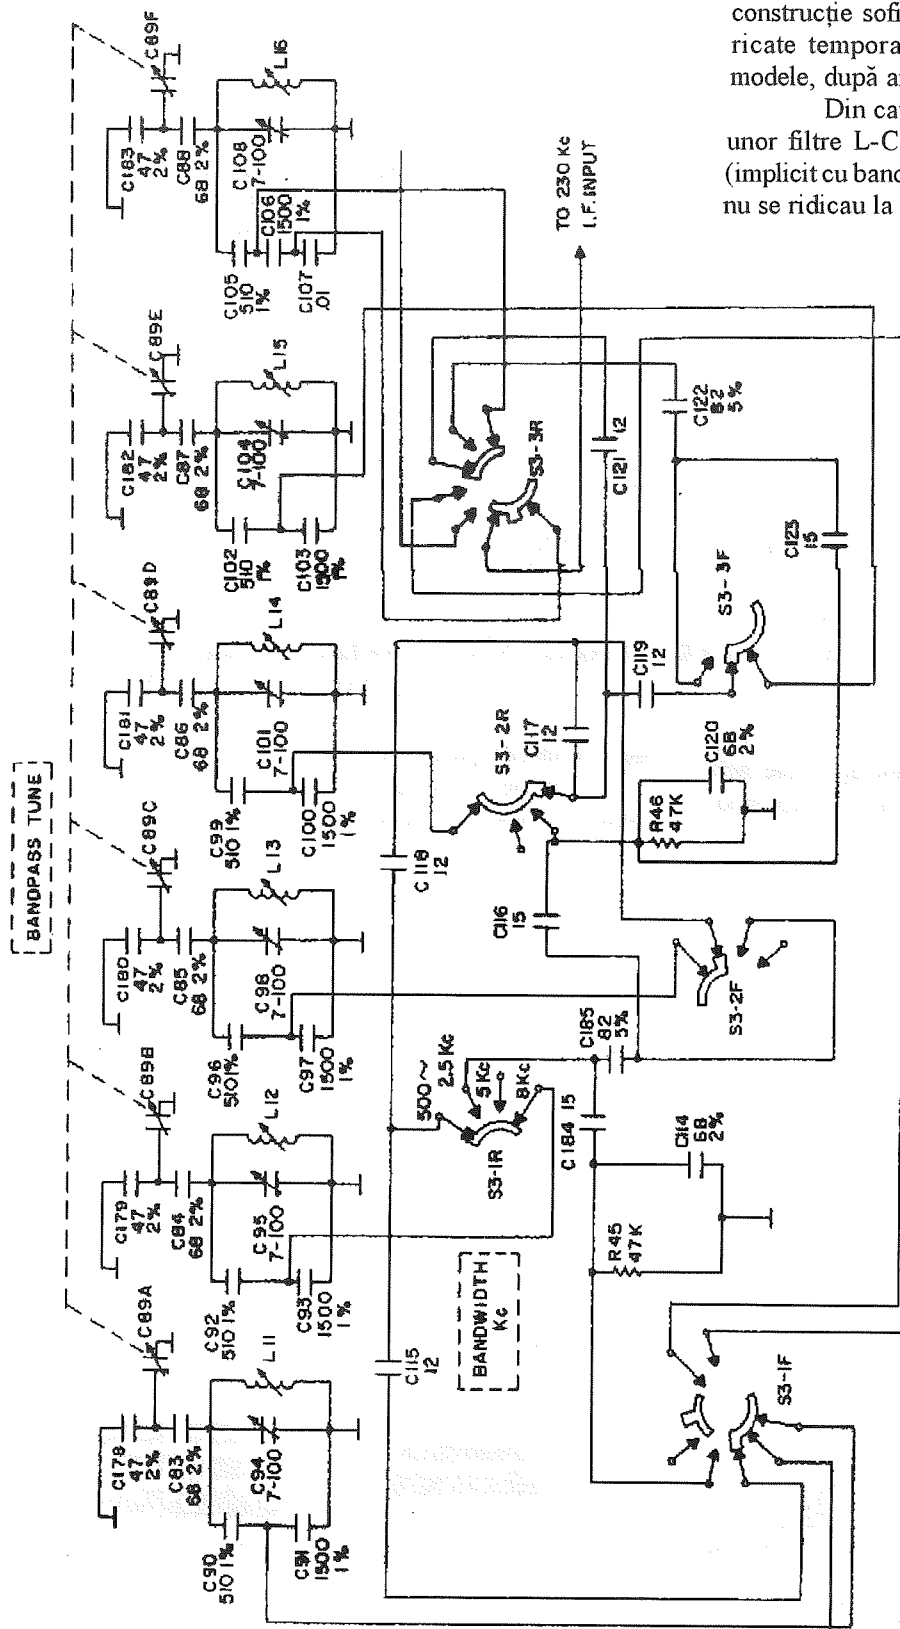 construcție sofi
ricate tempora
modele, după a
Din cau
unor filtre L-C
(implicit cu band
nu se ridicau la
BANDPASS TUNE
C89F
C183
47
2%
C88
68 2%
L16
C108
7-100
C105
510
1%
C106
1500
1%
C107
.01
TO 230 Kc
I.F. INPUT
C89E
C182
47
2%
C87
68 2%
L15
C104
7-100
C102
510
1%
C103
1500
1%
S3-3R
C121
12
C122
82
5%
C123
15
S3-3F
C89D
C181
47
2%
C86
68 2%
L14
C101
7-100
C99
510 1%
C100
1500
1%
S3-2R
C117
12
C119
12
C120
68
2%
R46
47K
C89C
C180
47
2%
C85
68 2%
L13
C98
7-100
C96
510 1%
C97
1500
1%
C118
12
C116
15
S3-2F
C185
82
5%
C89B
C179
47
2%
C84
68 2%
L12
C95
7-100
C92
510 1%
C93
1500
1%
500~
2.5 Kc
5 Kc
8 Kc
S3-1R
C184 15
C114
68
2%
R45
47K
BANDWIDTH
Kc
C89A
C178
47
2%
C83
68 2%
L11
C94
7-100
C90
510 1%
C91
1500
1%
C115
12
S3-1F